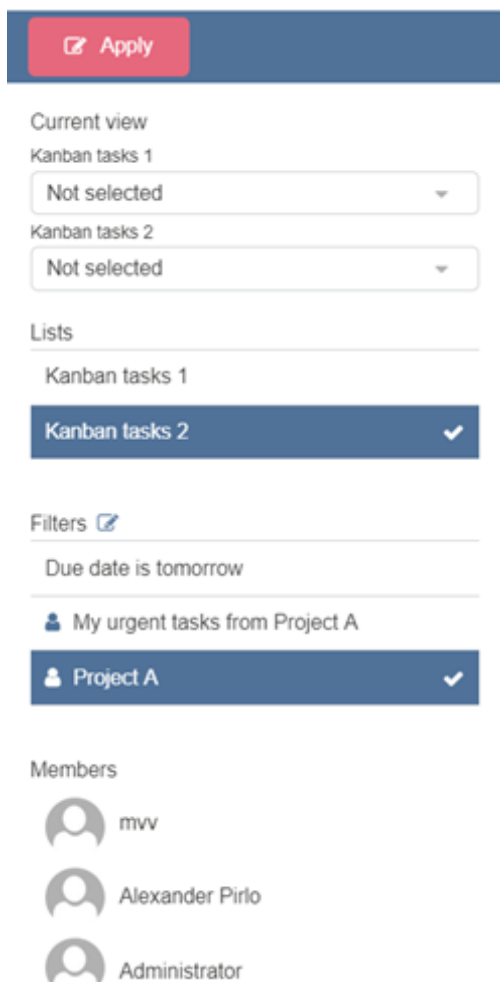 Apply
Current view
Kanban tasks 1
Not selected
Kanban tasks 2
Not selected
Lists
Kanban tasks 1
Kanban tasks 2
Filters
Due date is tomorrow
My urgent tasks from Project A
Project A
Members
mvv
Alexander Pirlo
Administrator